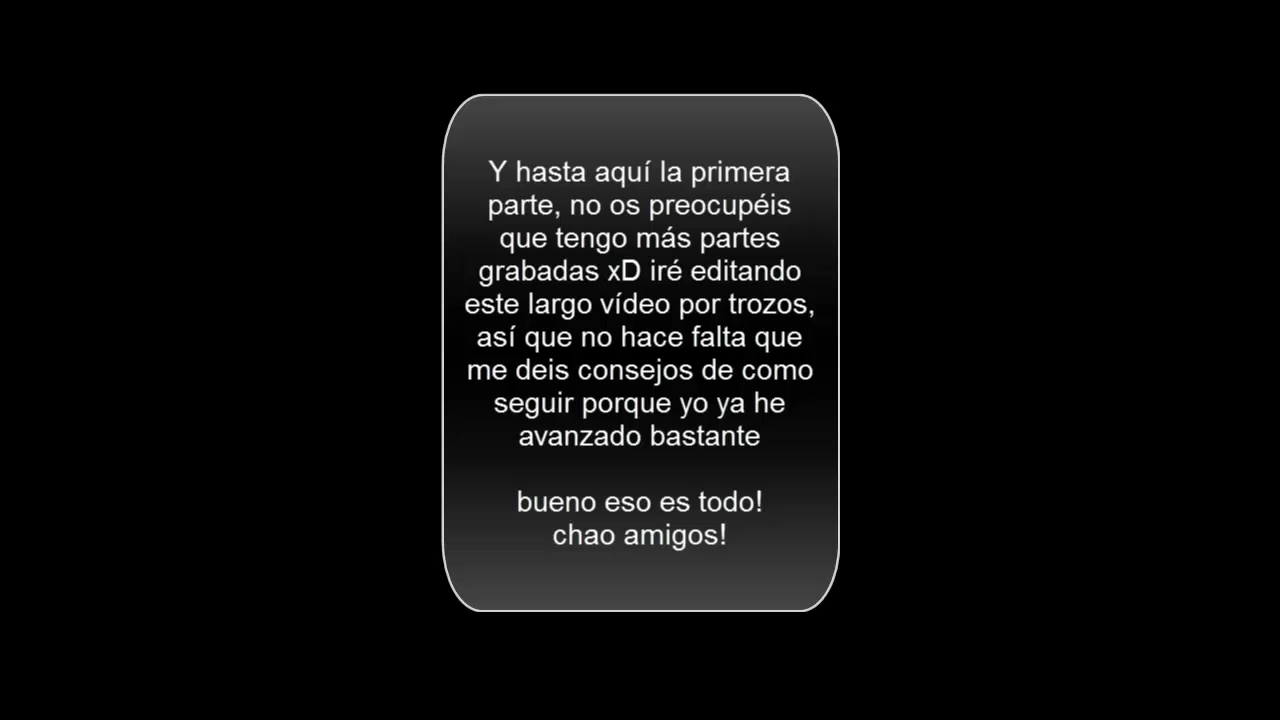 Y hasta aquí la primera
parte, no os preocupéis
que tengo más partes
grabadas xD iré editando
este largo vídeo por trozos,
así que no hace falta que
me deis consejos de como
seguir porque yo ya he
avanzado bastante
bueno eso es todo!
chao amigos!